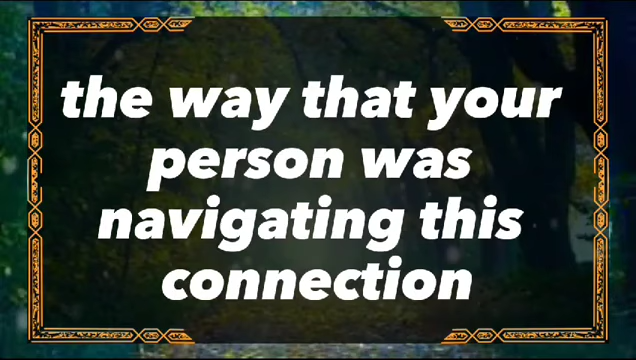 the way that your
person was
navigating this
connection